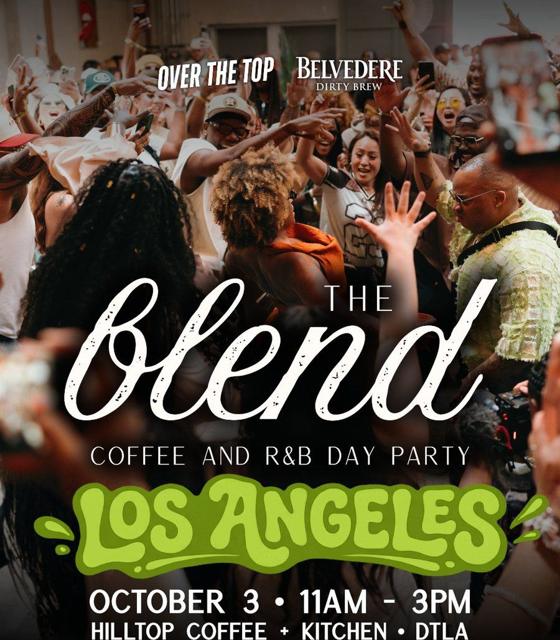 OVER THE TOP
BELVEDERE
DIRTY BREW
THE
blend
COFFEE AND R&B DAY PARTY
LOS ANGELES
OCTOBER 3 • 11AM - 3PM
HILLTOP COFFEE + KITCHEN • DTLA